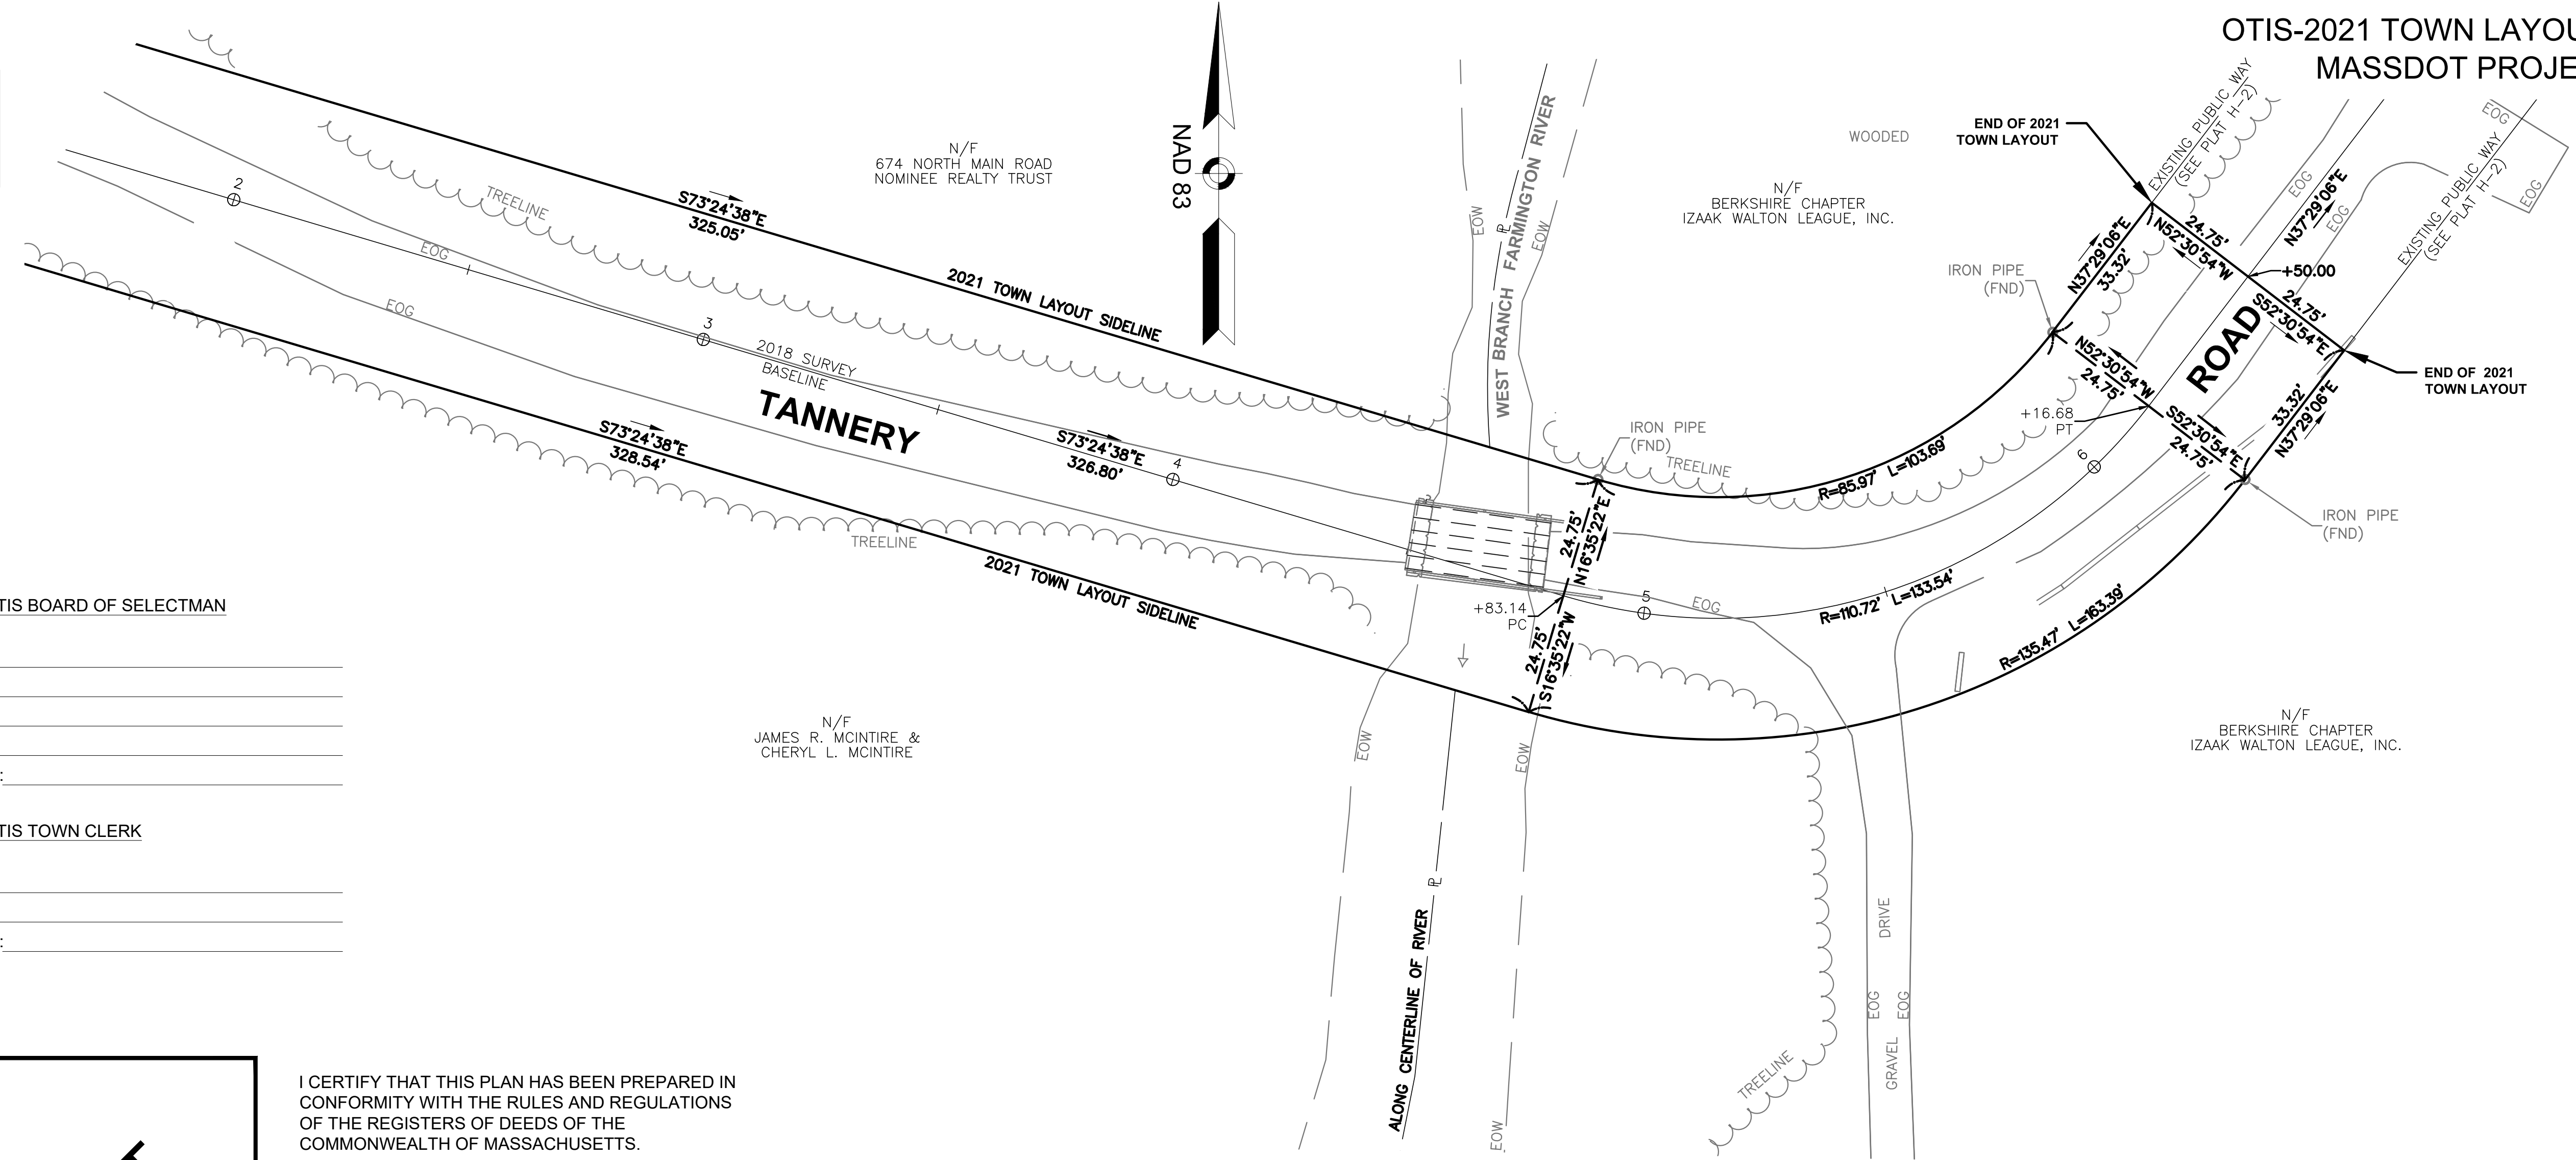 OTIS-2021 TOWN LAYOU
MASSDOT PROJE
NAD 83
N/F
674 NORTH MAIN ROAD
NOMINEE REALTY TRUST
WOODED
N/F
BERKSHIRE CHAPTER
IZAAK WALTON LEAGUE, INC.
END OF 2021
TOWN LAYOUT
EXISTING PUBLIC WAY
(SEE PLAT H-2)
EOG
EOG
EOG
EOG
EXISTING PUBLIC WAY
(SEE PLAT H-2)
N37°29'06"E
24.75'
N52°30'54"W
+50.00
24.75'
S52°30'54"E
N37°29'06"E
33.32'
IRON PIPE
(FND)
ROAD
END OF 2021
TOWN LAYOUT
N52°30'54"W
24.75'
+16.68
PT
S52°30'54"E
24.75'
33.32'
N37°29'06"E
6
IRON PIPE
(FND)
2
TREELINE
S73°24'38"E
325.05'
EOG
EOG
2021 TOWN LAYOUT SIDELINE
3
2018 SURVEY
BASELINE
TANNERY
S73°24'38"E
328.54'
S73°24'38"E
326.80'
4
TREELINE
2021 TOWN LAYOUT SIDELINE
EOW
PL
EOW
WEST BRANCH FARMINGTON RIVER
IRON PIPE
(FND)
TREELINE
R=85.97' L=103.69'
24.75'
N16°35'22"E
+83.14
PC
24.75'
S16°35'22"W
5
EOG
R=110.72' L=133.54'
R=135.47' L=163.39'
N/F
BERKSHIRE CHAPTER
IZAAK WALTON LEAGUE, INC.
N/F
JAMES R. MCINTIRE &
CHERYL L. MCINTIRE
EOW
EOW
PL
ALONG CENTERLINE OF RIVER
EOW
TREELINE
EOG
EOG
GRAVEL DRIVE
TIS BOARD OF SELECTMAN
:
TIS TOWN CLERK
:
I CERTIFY THAT THIS PLAN HAS BEEN PREPARED IN
CONFORMITY WITH THE RULES AND REGULATIONS
OF THE REGISTERS OF DEEDS OF THE
COMMONWEALTH OF MASSACHUSETTS.